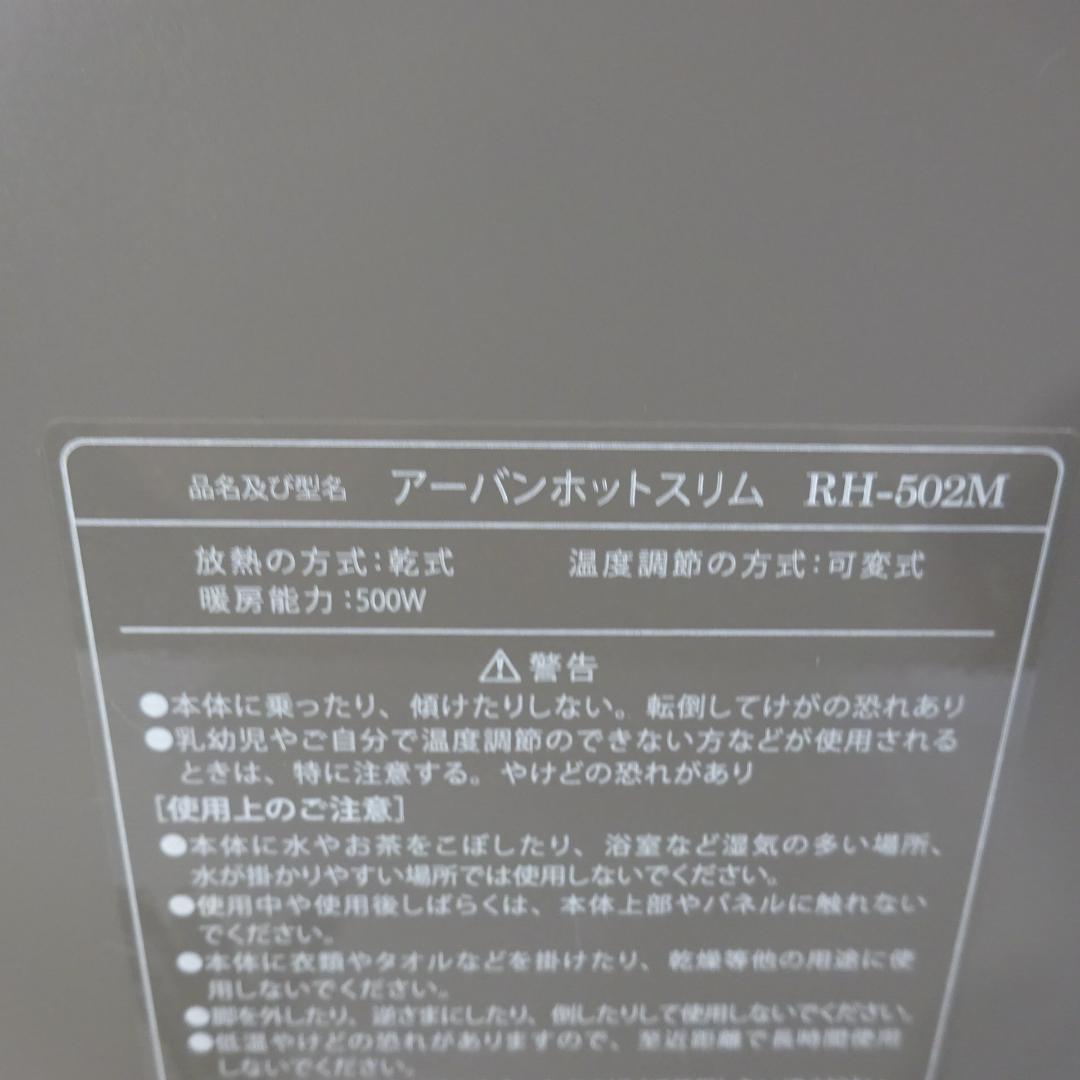 品名及び型名 アーバンホットスリム RH-502M
放熱の方式：乾式 温度調節の方式：可変式
暖房能力：500W
⚠警告
●本体に乗ったり、傾けたりしない。転倒してけがの恐れあり
●乳幼児やご自分で温度調節のできない方などが使用される
ときは、特に注意する。やけどの恐れがあり
［使用上のご注意］
●本体に水やお茶をこぼしたり、浴室など湿気の多い場所、
水が掛かりやすい場所では使用しないでください。
●使用中や使用後しばらくは、本体上部やパネルに触れない
でください。
●本体に衣類やタオルなどを掛けたり、乾燥等他の用途に使
用しないでください。
●脚を外したり、逆さまにしたり、倒したりして使用しないでください。
●低温やけどの恐れがありますので、至近距離で長時間使用
しないでください。